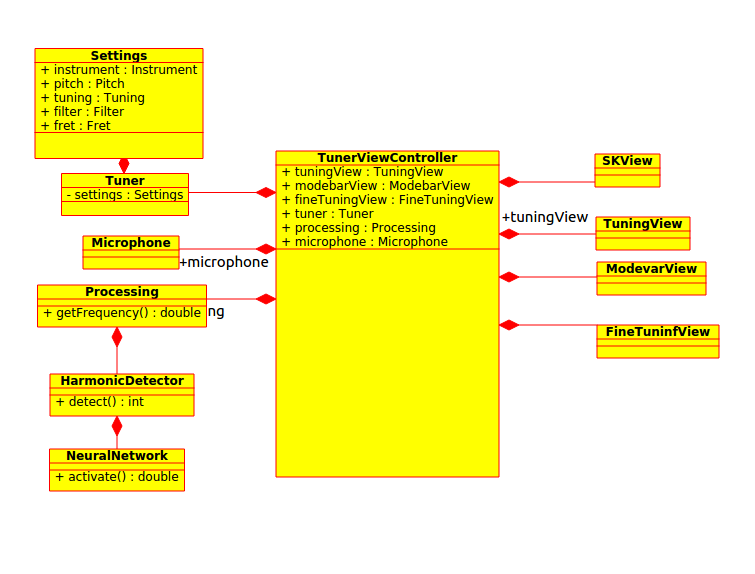 Settings
+ instrument : Instrument
+ pitch : Pitch
+ tuning : Tuning
+ filter : Filter
+ fret : Fret
Tuner
- settings : Settings
Microphone
+microphone
Processing
+ getFrequency() : double
ng
HarmonicDetector
+ detect() : int
NeuralNetwork
+ activate() : double
TunerViewController
+ tuningView : TuningView
+ modebarView : ModebarView
+ fineTuningView : FineTuningView
+ tuner : Tuner
+ processing : Processing
+ microphone : Microphone
SKView
+tuningView
TuningView
ModevarView
FineTuninfView